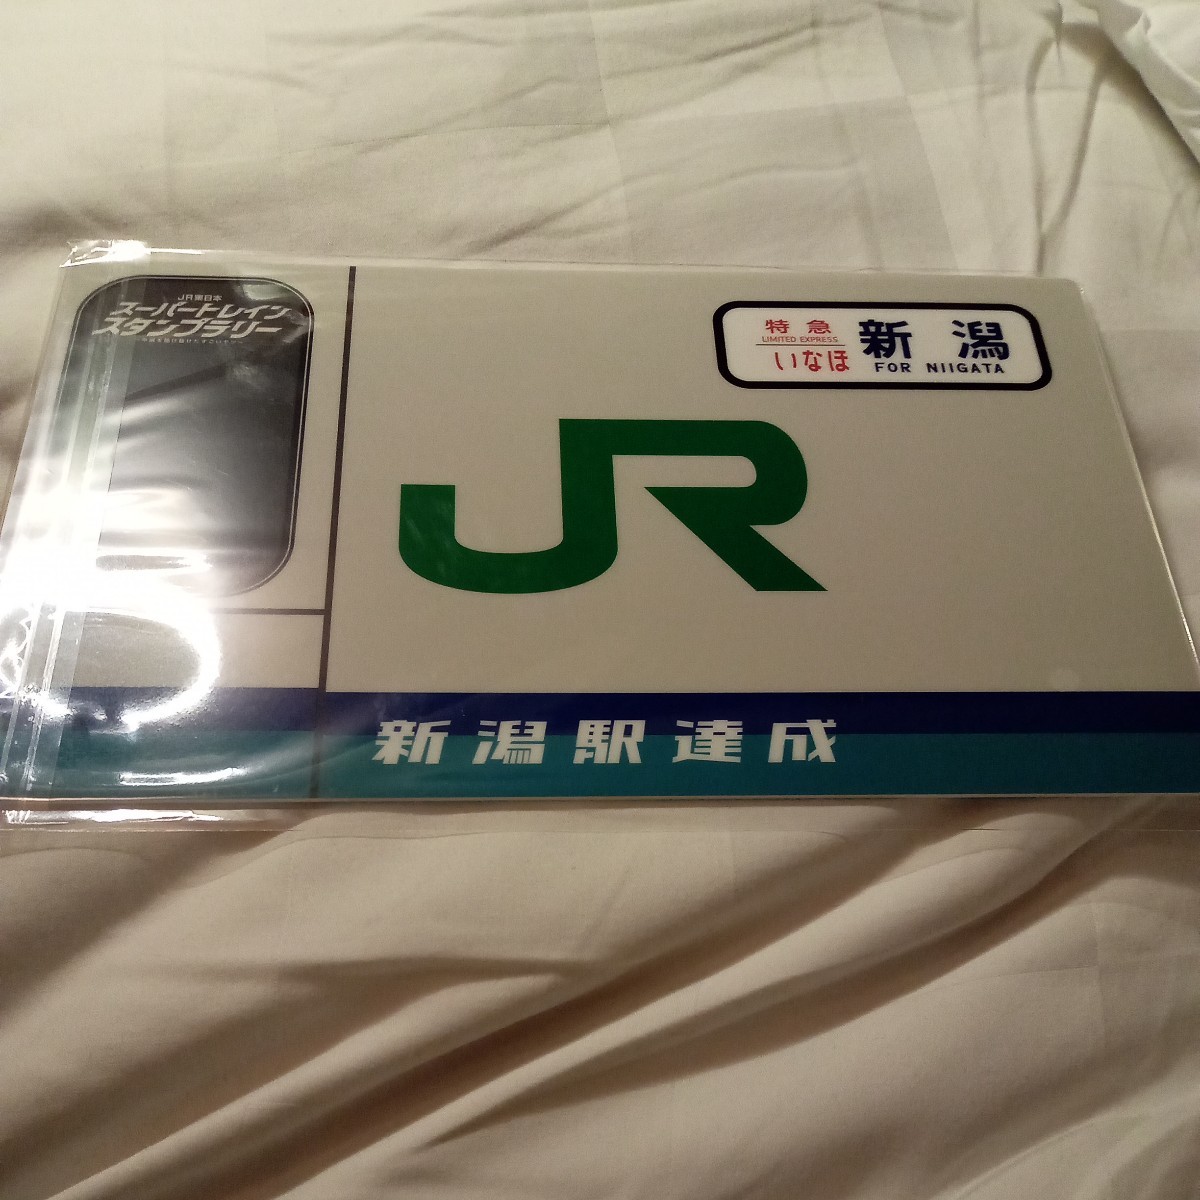 JR東日本
スーパートレイン
スタンプラリー
特急
LIMITED EXPRESS
いなほ
新潟
FOR NIIGATA
JR
新潟駅達成